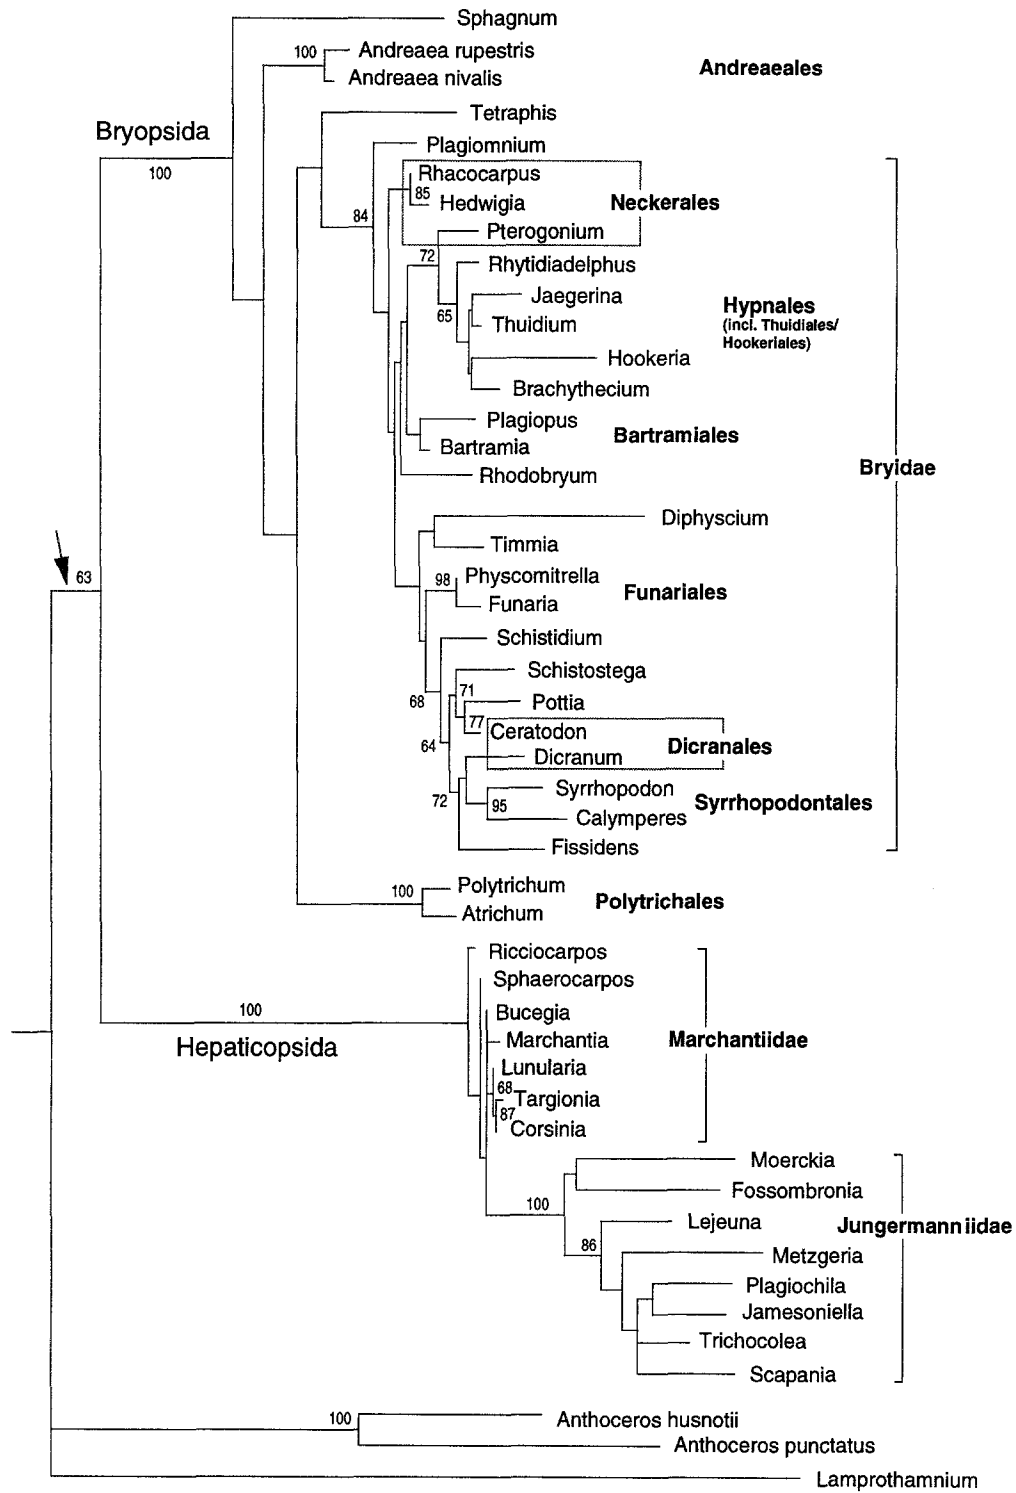 Sphagnum
100 Andreaea rupestris
Andreaea nivalis
Andreaeales
Tetraphis
Bryopsida
100
Plagiomnium
84
Rhacocarpus
85
Hedwigia
Neckerales
Pterogonium
72
Rhytidiadelphus
65
Jaegerina
Thuidium
Hypnales
(incl. Thuidiales/
Hookeriales)
Hookeria
Brachythecium
Plagiopus
Bartramia
Bartramiales
Rhodobryum
Bryidae
Diphyscium
Timmia
63
98
Physcomitrella
Funaria
Funariales
Schistidium
68
Schistostega
71
Pottia
77
Ceratodon
64
Dicranum
Dicranales
72
Syrrhopodon
95
Calymperes
Syrrhopodontales
Fissidens
100
Polytrichum
Atrichum
Polytrichales
Ricciocarpos
Sphaerocarpos
100
Hepaticopsida
Bucegia
Marchantia
Marchantiidae
Lunularia
68
Targionia
87
Corsinia
Moerckia
100
Fossombronia
Lejeuna
Jungermanniidae
86
Metzgeria
Plagiochila
Jamesoniella
Trichocolea
Scapania
100
Anthoceros husnotii
Anthoceros punctatus
Lamprothamnium